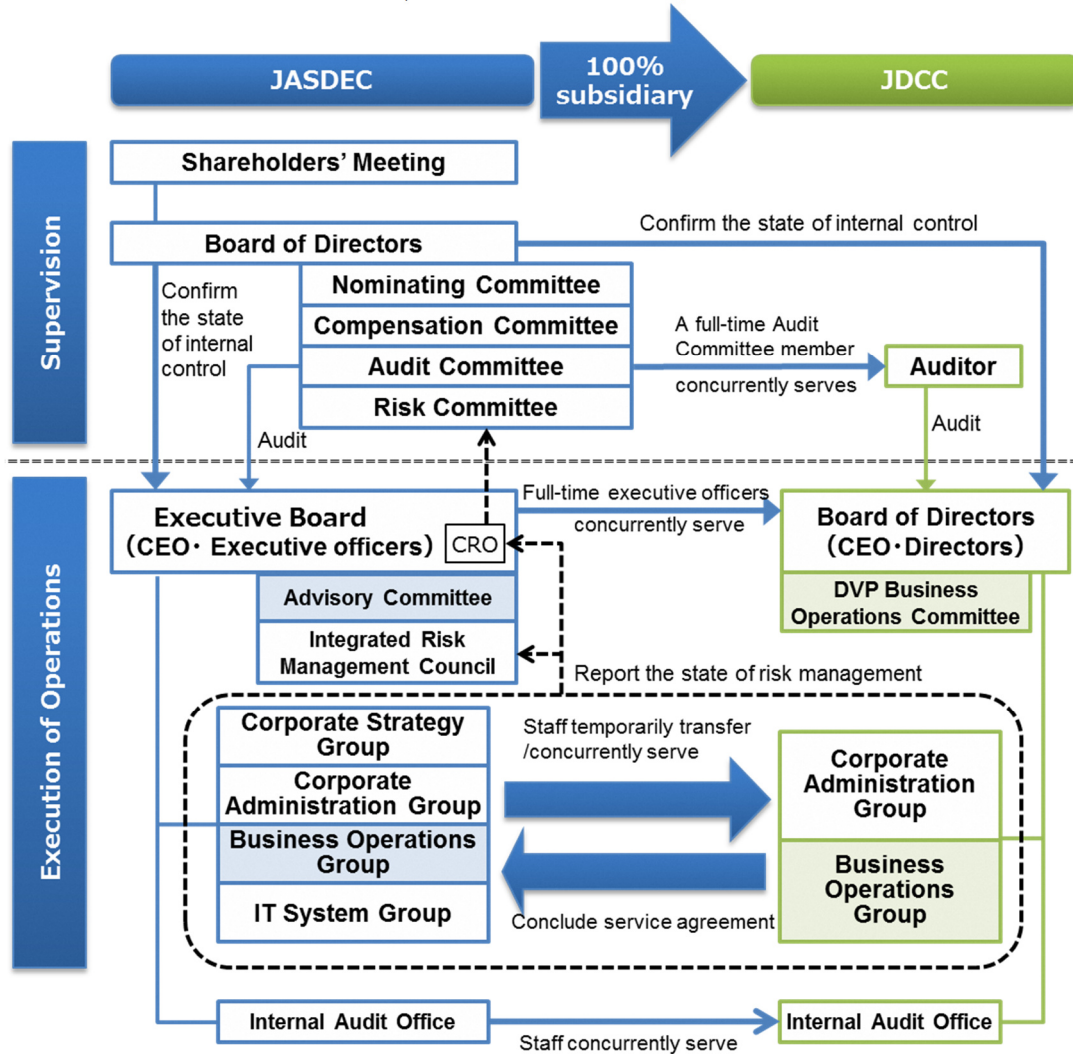 JASDEC
100%
subsidiary
JDCC
Supervision
Shareholders’ Meeting
Board of Directors
Confirm the state of internal control
Nominating Committee
Compensation Committee
Audit Committee
Risk Committee
Confirm
the state
of internal
control
A full-time Audit
Committee member
concurrently serves
Auditor
Audit
Audit
Execution of Operations
Executive Board
(CEO・ Executive officers)
CRO
Full-time executive officers
concurrently serve
Board of Directors
(CEO・Directors)
Advisory Committee
Integrated Risk
Management Council
DVP Business
Operations Committee
Report the state of risk management
Corporate Strategy
Group
Corporate
Administration Group
Business Operations
Group
IT System Group
Staff temporarily transfer
/concurrently serve
Conclude service agreement
Corporate
Administration
Group
Business
Operations
Group
Internal Audit Office
Staff concurrently serve
Internal Audit Office